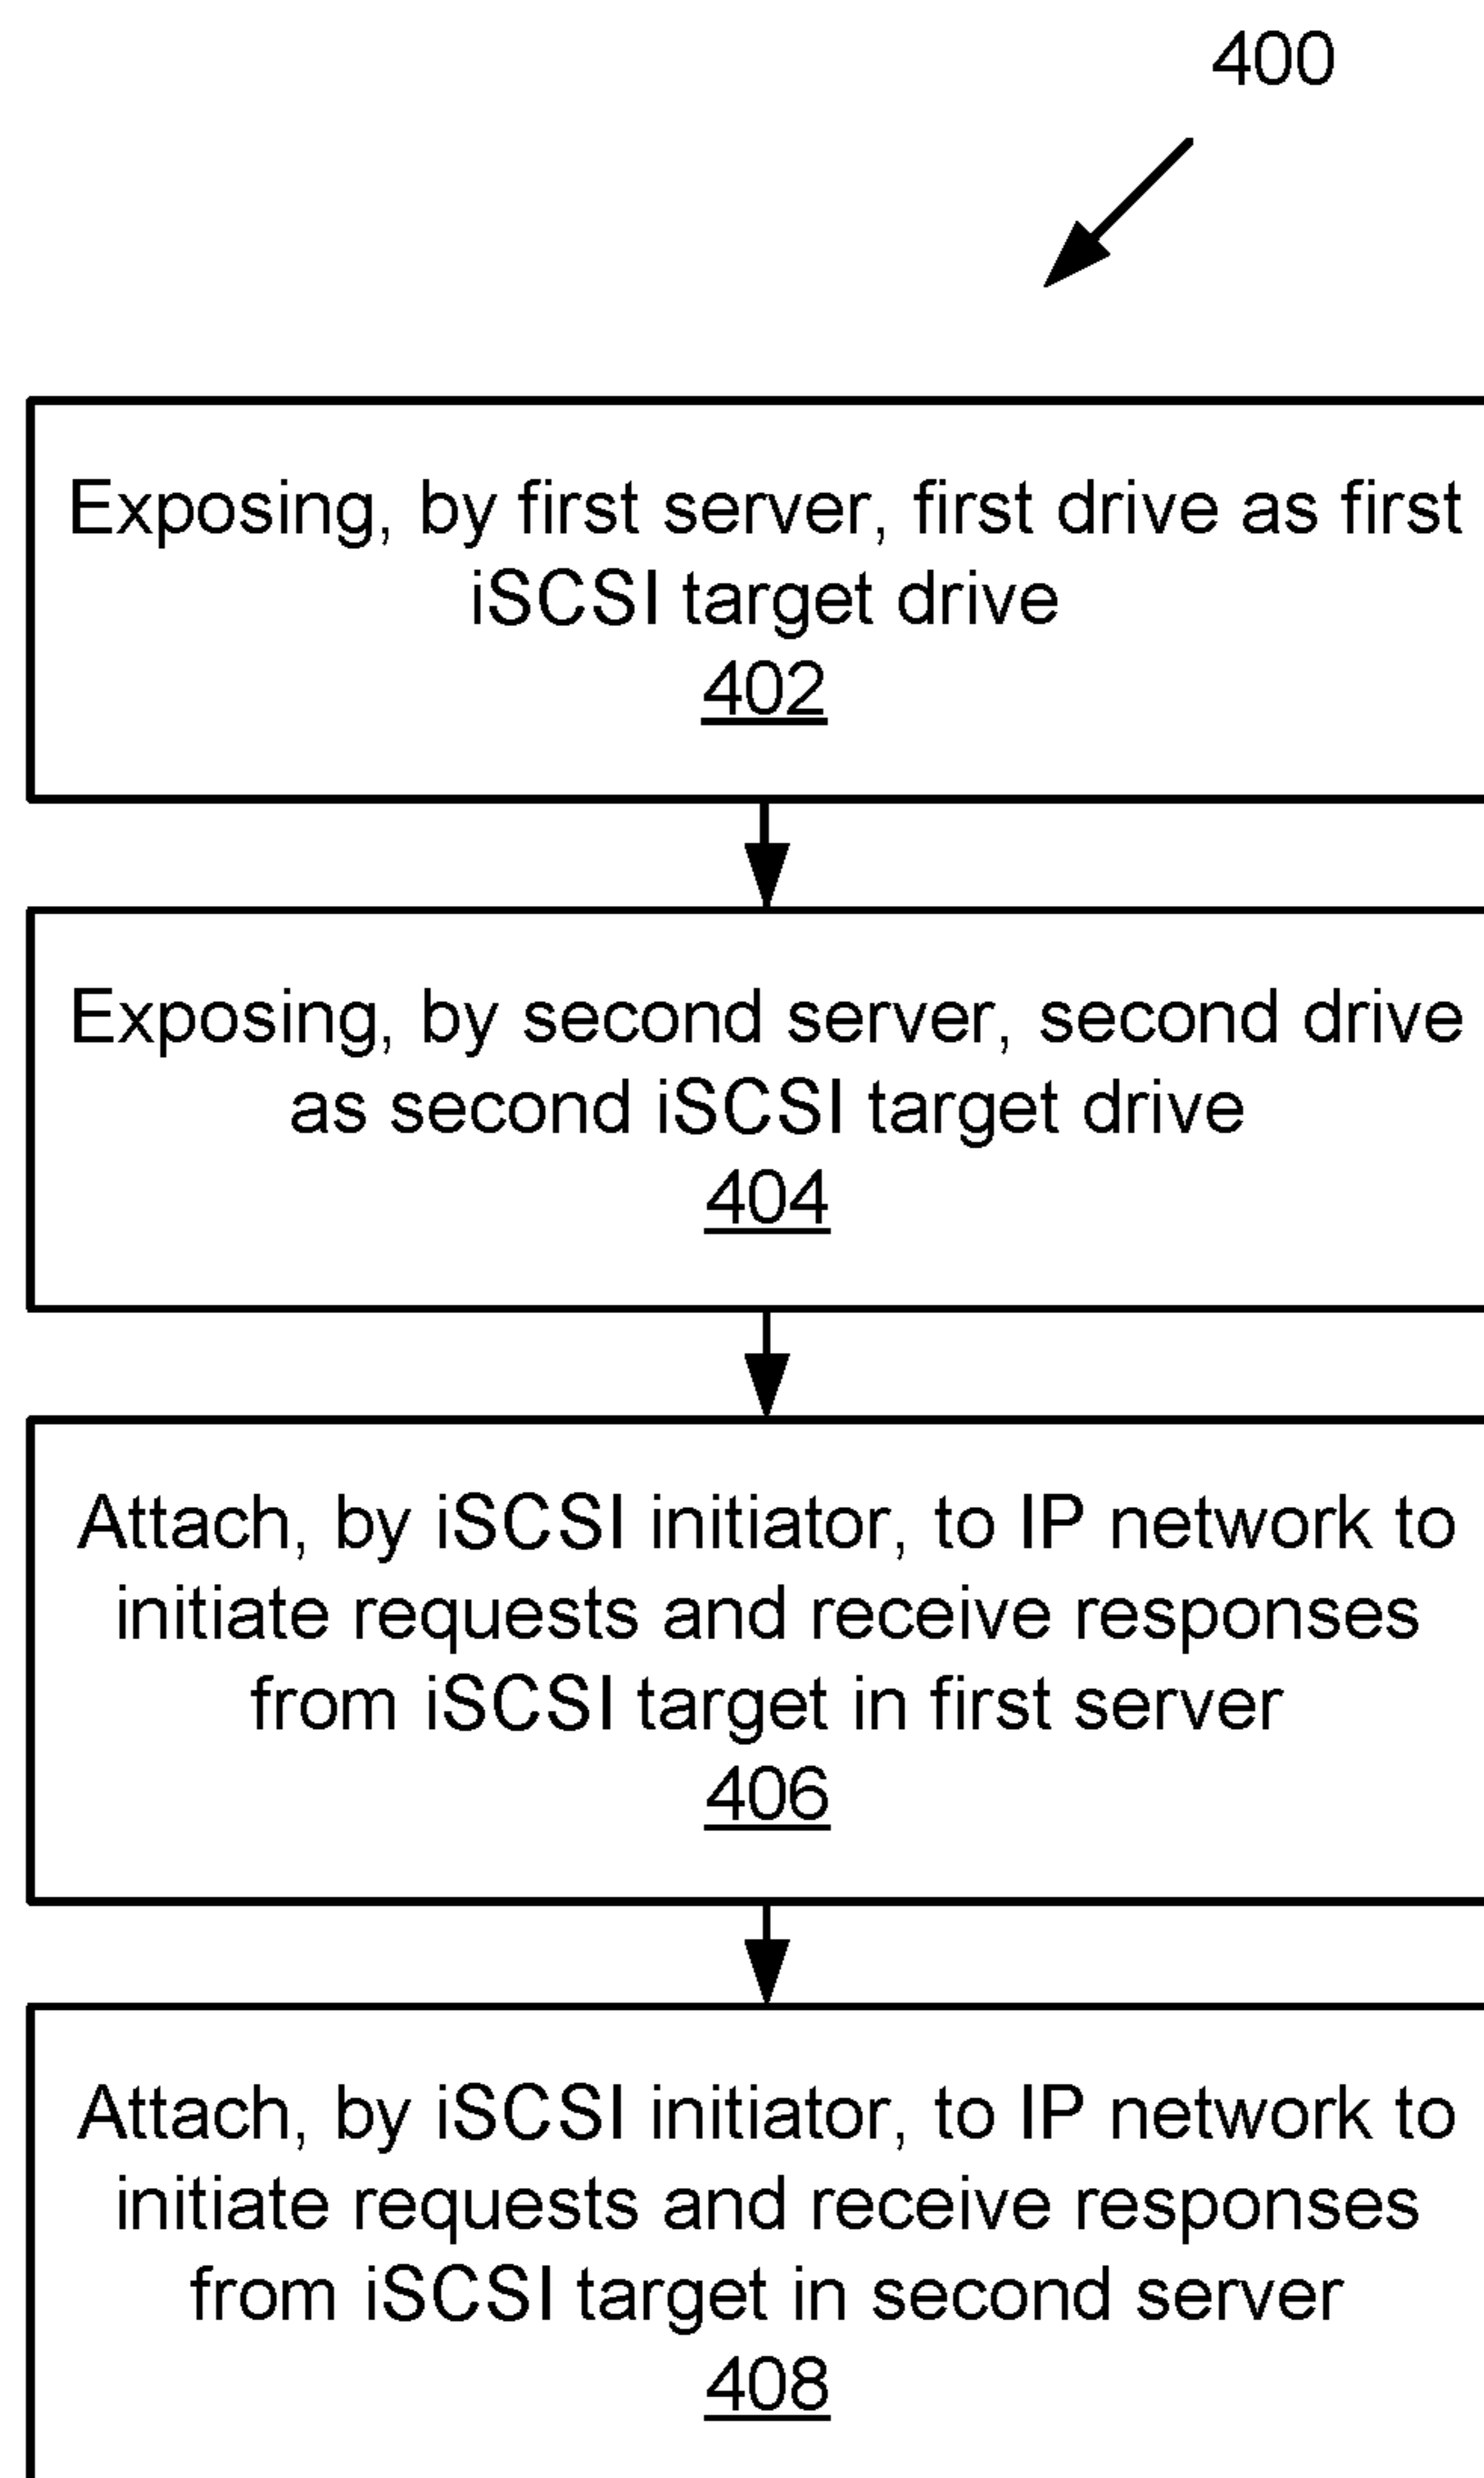 400
Exposing, by first server, first drive as first
iSCSI target drive
402
Exposing, by second server, second drive
as second iSCSI target drive
404
Attach, by iSCSI initiator, to IP network to
initiate requests and receive responses
from iSCSI target in first server
406
Attach, by iSCSI initiator, to IP network to
initiate requests and receive responses
from iSCSI target in second server
408